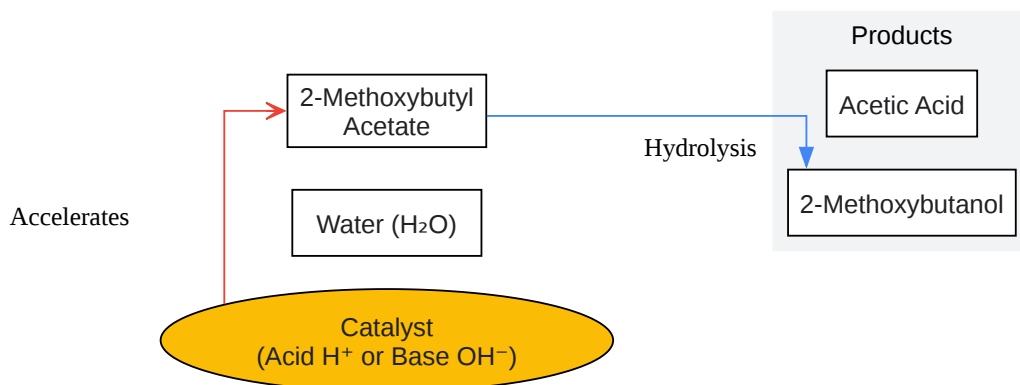 Products
2-Methoxybutyl
Acetate
Acetic Acid
Hydrolysis
2-Methoxybutanol
Accelerates
Water (H₂O)
Catalyst
(Acid H⁺ or Base OH⁻)